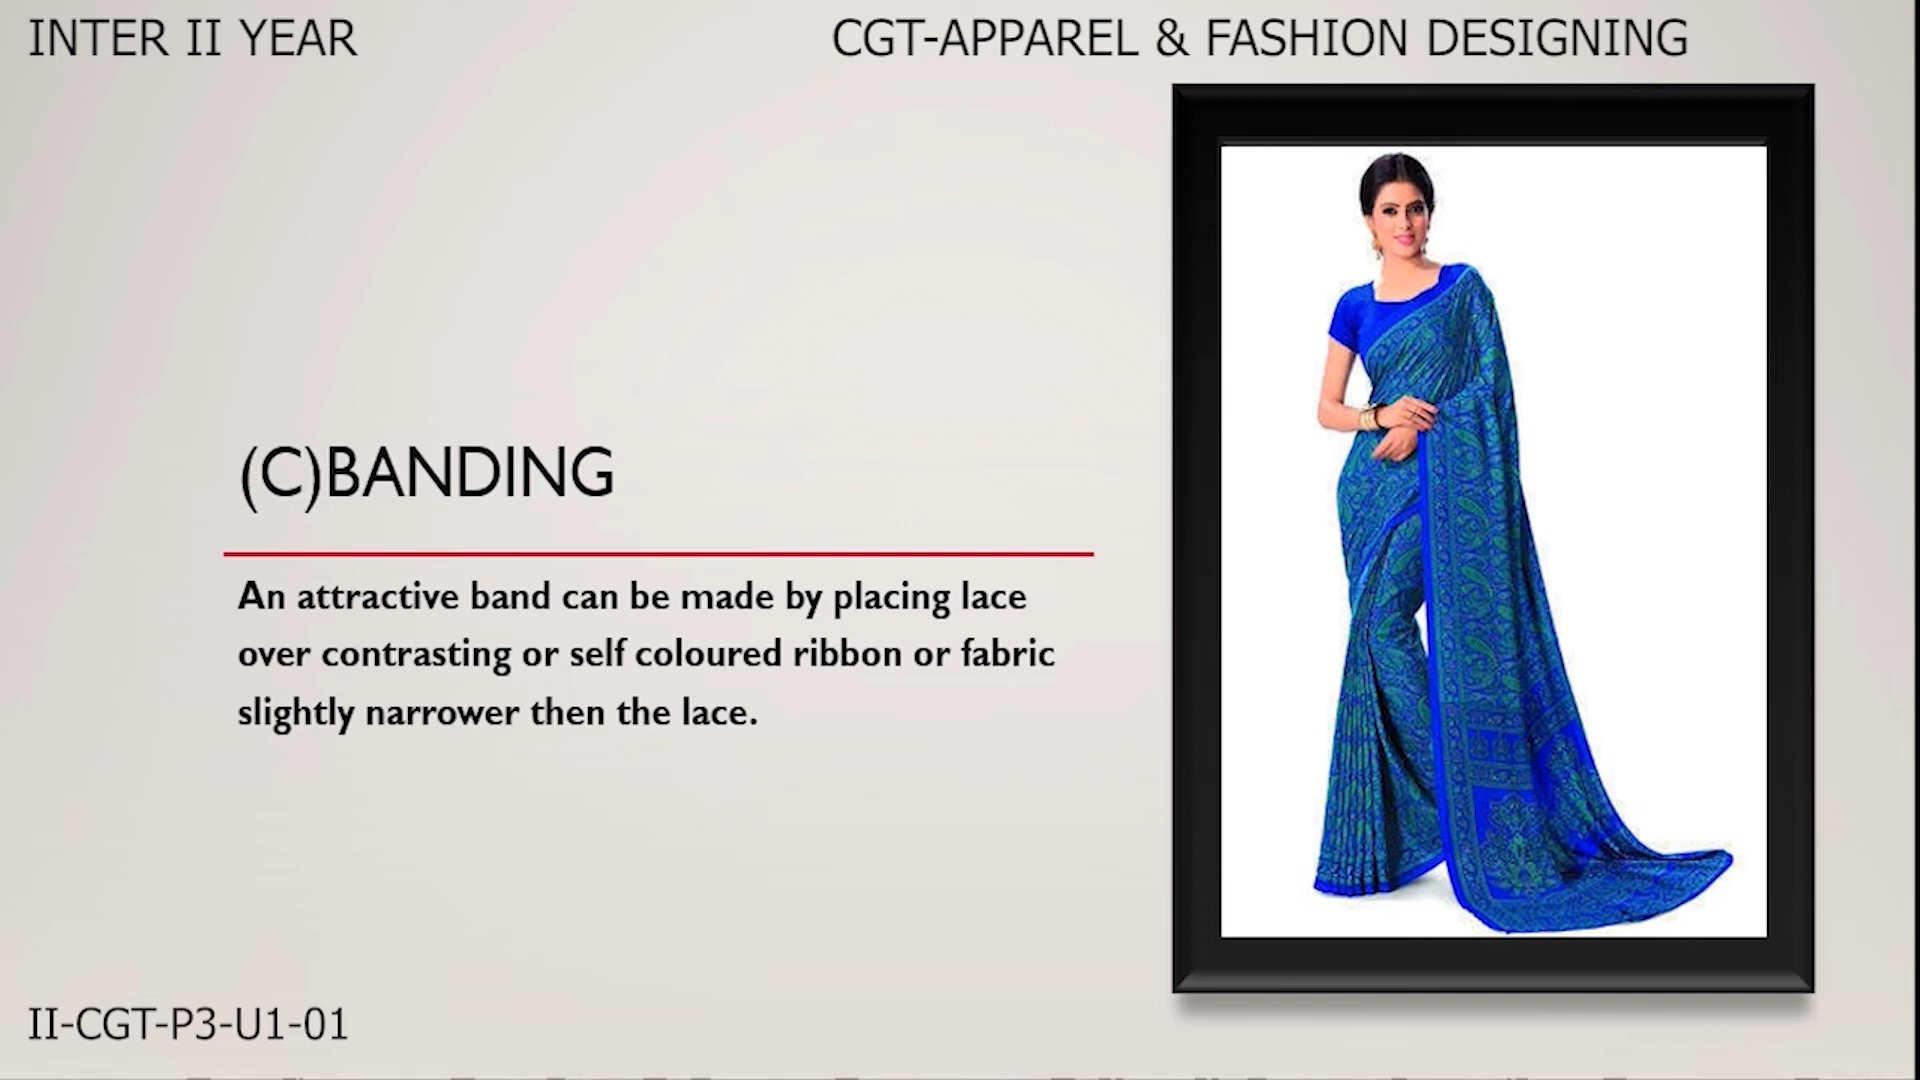 INTER II YEAR
CGT-APPAREL & FASHION DESIGNING
(C)BANDING
An attractive band can be made by placing lace
over contrasting or self coloured ribbon or fabric
slightly narrower then the lace.
II-CGT-P3-U1-01